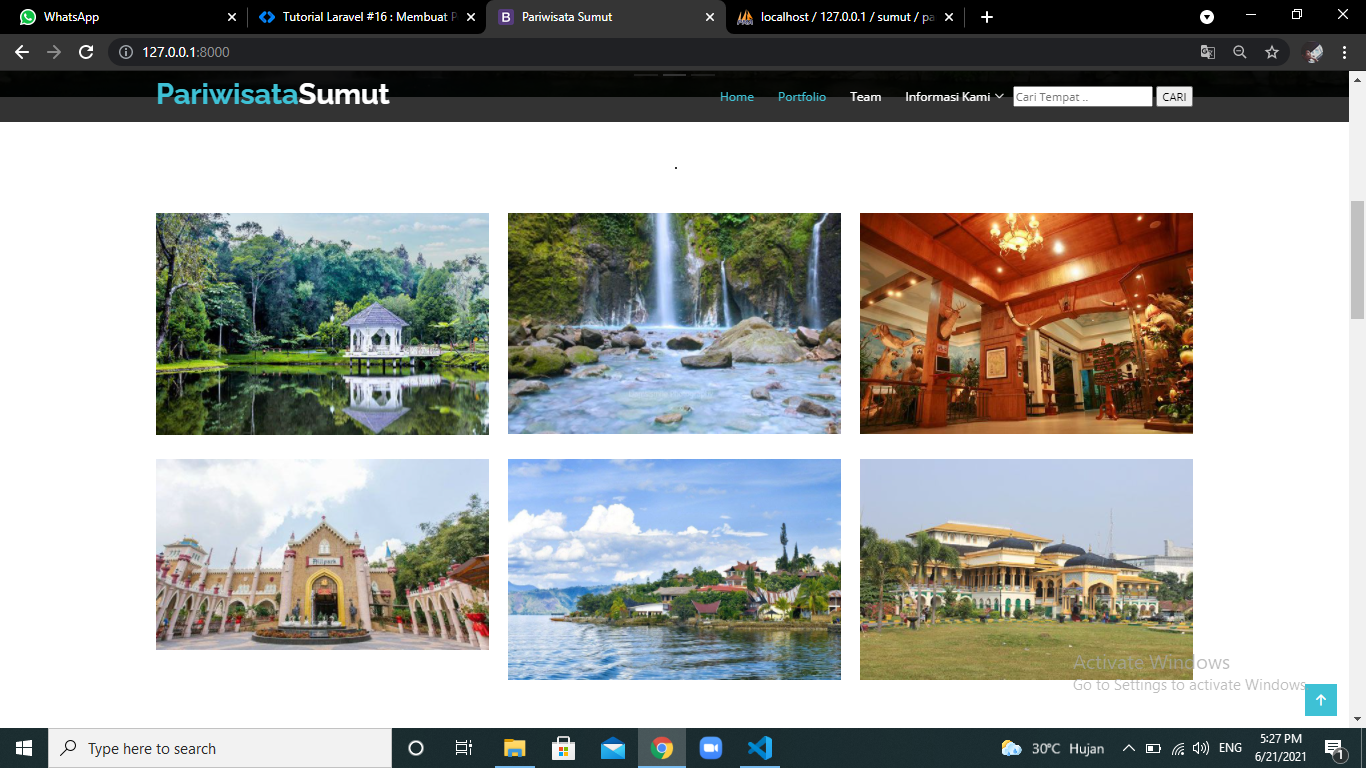 WhatsApp
Tutorial Laravel #16 : Membuat P
Pariwisata Sumut
localhost / 127.0.0.1 / sumut / pa
127.0.0.1:8000
PariwisataSumut
Home Portfolio Team Informasi Kami Cari Tempat .. CARI
.
Hillpark
Activate Windows
Go to Settings to activate Windows.
Type here to search
30°C Hujan
ENG
5:27 PM
6/21/2021
1